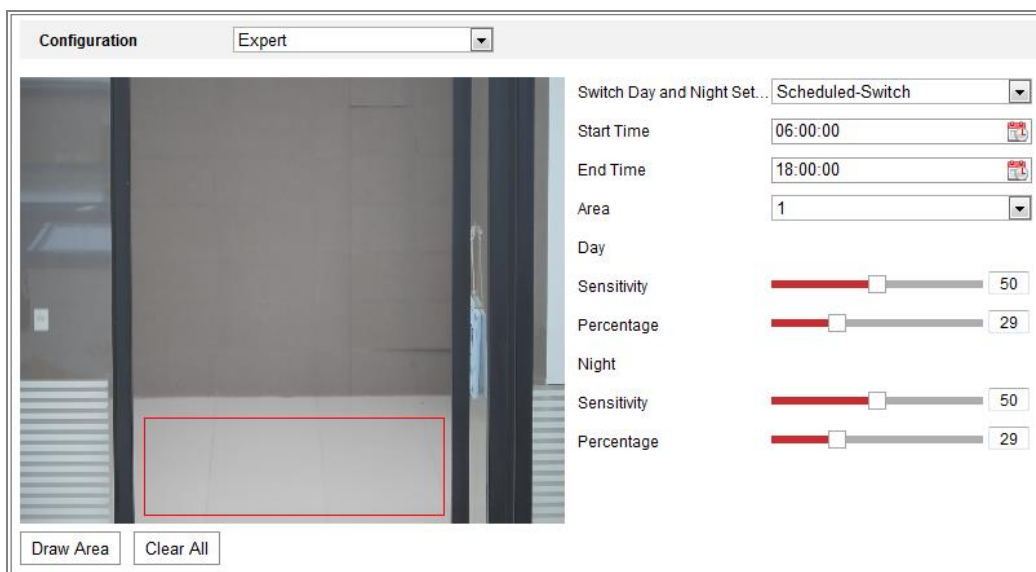 Configuration Expert
Switch Day and Night Set... Scheduled-Switch
Start Time 06:00:00
End Time 18:00:00
Area 1
Day
Sensitivity 50
Percentage 29
Night
Sensitivity 50
Percentage 29
Draw Area Clear All